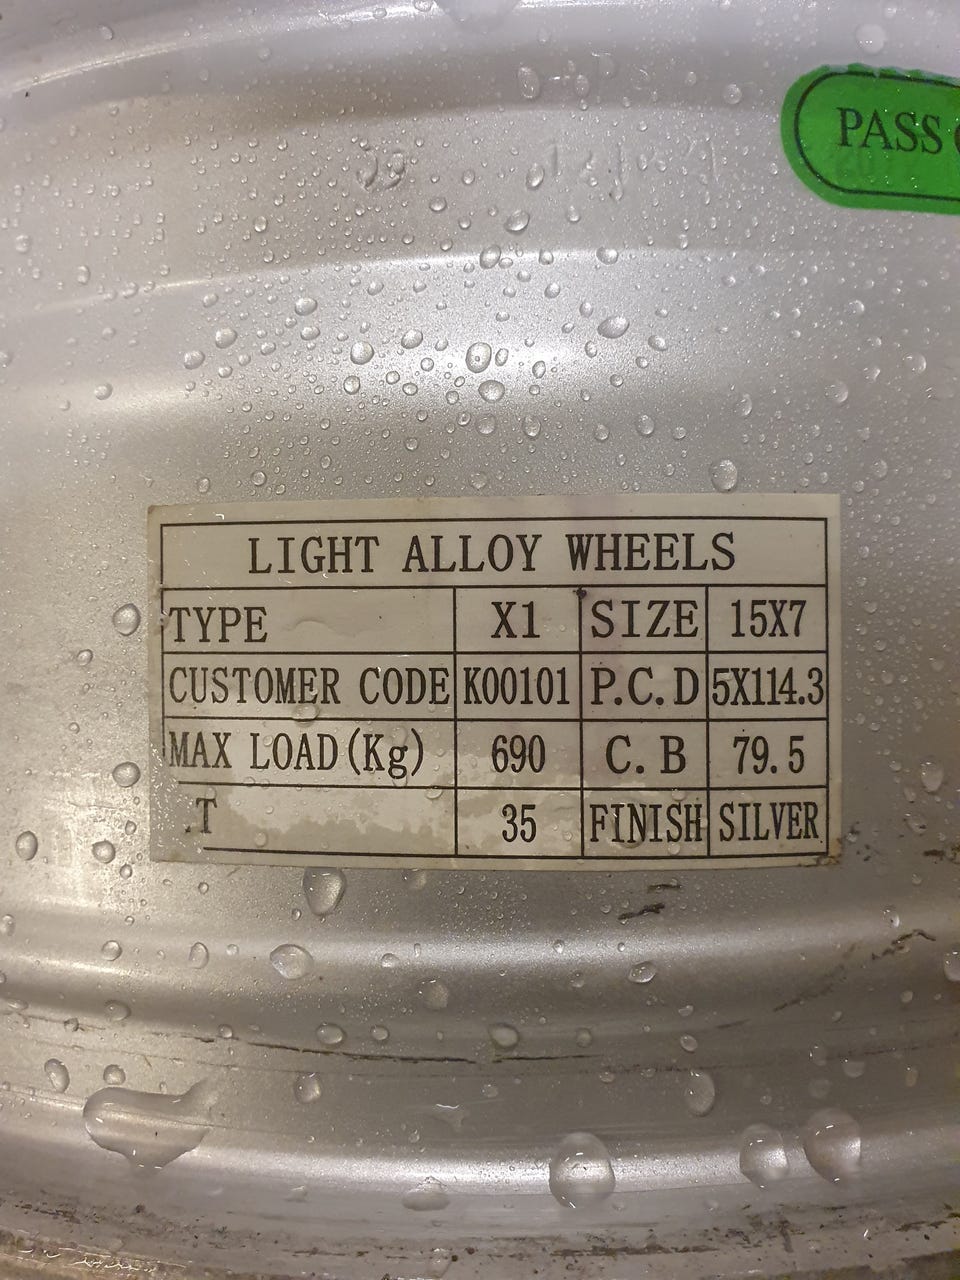 PASS
LIGHT ALLOY WHEELS
TYPE X1 SIZE 15X7
CUSTOMER CODE K00101 P.C.D 5X114.3
MAX LOAD(Kg) 690 C.B 79.5
.T 35 FINISH SILVER